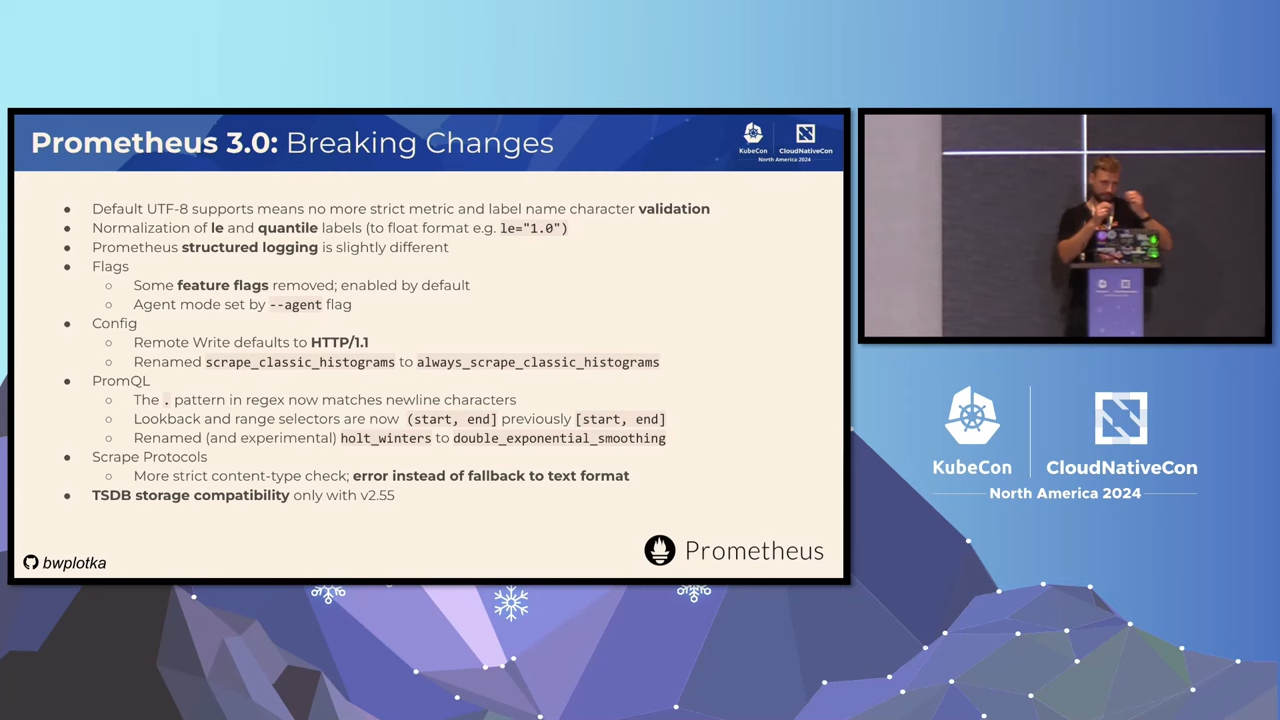 Prometheus 3.0: Breaking Changes
KubeCon
CloudNativeCon
North America 2024
● Default UTF-8 supports means no more strict metric and label name character validation
● Normalization of le and quantile labels (to float format e.g. le="1.0")
● Prometheus structured logging is slightly different
● Flags
○ Some feature flags removed; enabled by default
○ Agent mode set by --agent flag
● Config
○ Remote Write defaults to HTTP/1.1
○ Renamed scrape_classic_histograms to always_scrape_classic_histograms
● PromQL
○ The . pattern in regex now matches newline characters
○ Lookback and range selectors are now (start, end] previously [start, end]
○ Renamed (and experimental) holt_winters to double_exponential_smoothing
● Scrape Protocols
○ More strict content-type check; error instead of fallback to text format
● TSDB storage compatibility only with v2.55
bwplotka
Prometheus
KubeCon
CloudNativeCon
North America 2024